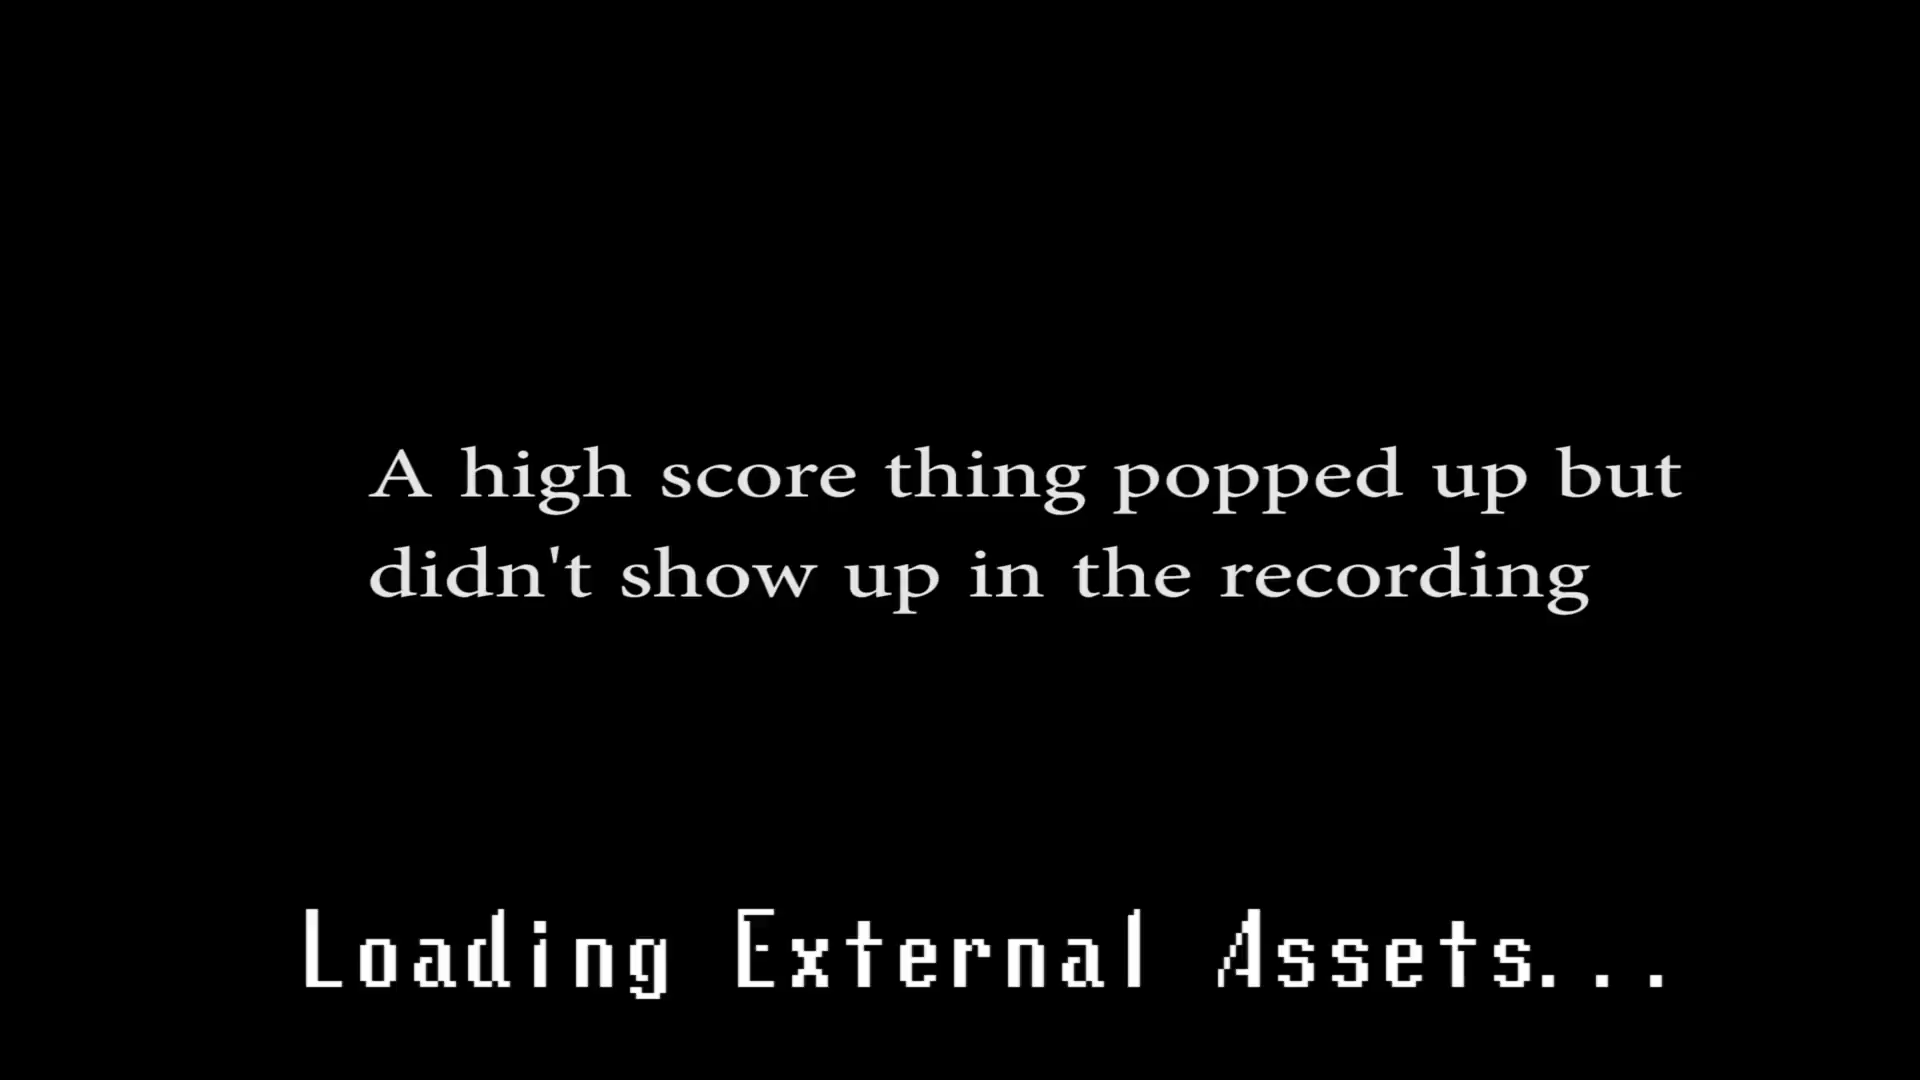 A high score thing popped up but
didn't show up in the recording
Loading External Assets...